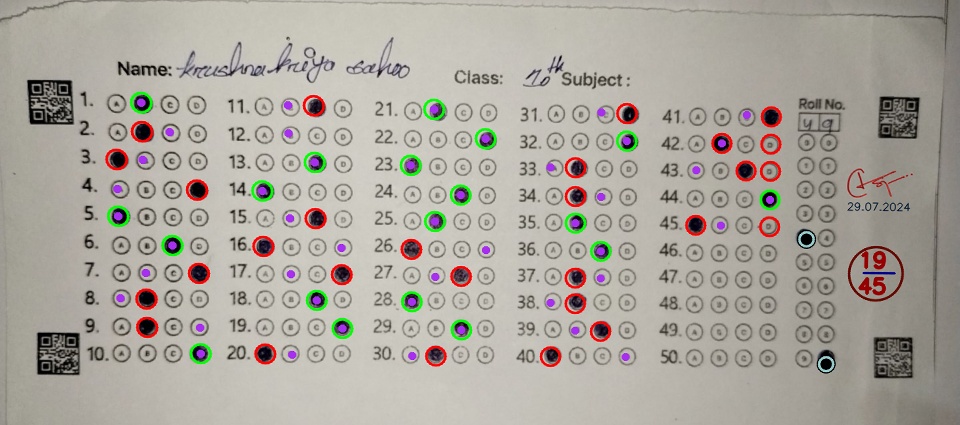 Name: krushna kriya sahoo Class: 10th Subject :
1. A B C D 11. A B C D 21. A B C D 31. A B C D 41. A B C D Roll No.
2. A B C D 12. A B C D 22. A B C D 32. A B C D 42. A B C D 4 9
3. A B C D 13. A B C D 23. A B C D 33. A B C D 43. A B C D
4. A B C D 14. A B C D 24. A B C D 34. A B C D 44. A B C D
5. A B C D 15. A B C D 25. A B C D 35. A B C D 45. A B C D
6. A B C D 16. A B C D 26. A B C D 36. A B C D 46. A B C D
7. A B C D 17. A B C D 27. A B C D 37. A B C D 47. A B C D
8. A B C D 18. A B C D 28. A B C D 38. A B C D 48. A B C D
9. A B C D 19. A B C D 29. A B C D 39. A B C D 49. A B C D
10. A B C D 20. A B C D 30. A B C D 40. A B C D 50. A B C D
29.07.2024
19
45